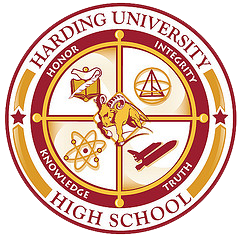 HARDING UNIVERSITY
HONOR
INTEGRITY
KNOWLEDGE
TRUTH
HIGH SCHOOL